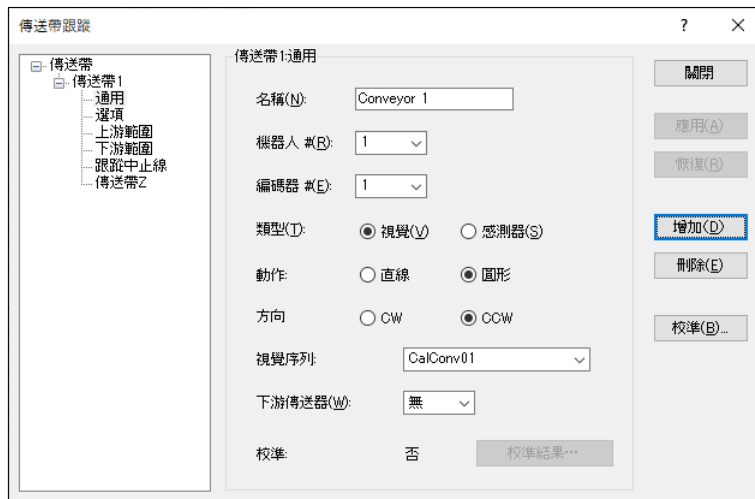 傳送帶跟蹤
?
傳送帶
傳送帶1
通用
選項
上游範圍
下游範圍
跟蹤中止線
傳送帶Z
傳送帶1:通用
名稱(N): Conveyor 1
機器人 #(R): 1
編碼器 #(E): 1
類型(T): 視覺(V) 感測器(S)
動作: 直線 圓形
方向 CW CCW
視覺序列: CalConv01
下游傳送器(W): 無
校準: 否 校準結果…
關閉
應用(A)
恢復(R)
增加(D)
刪除(E)
校準(B)...